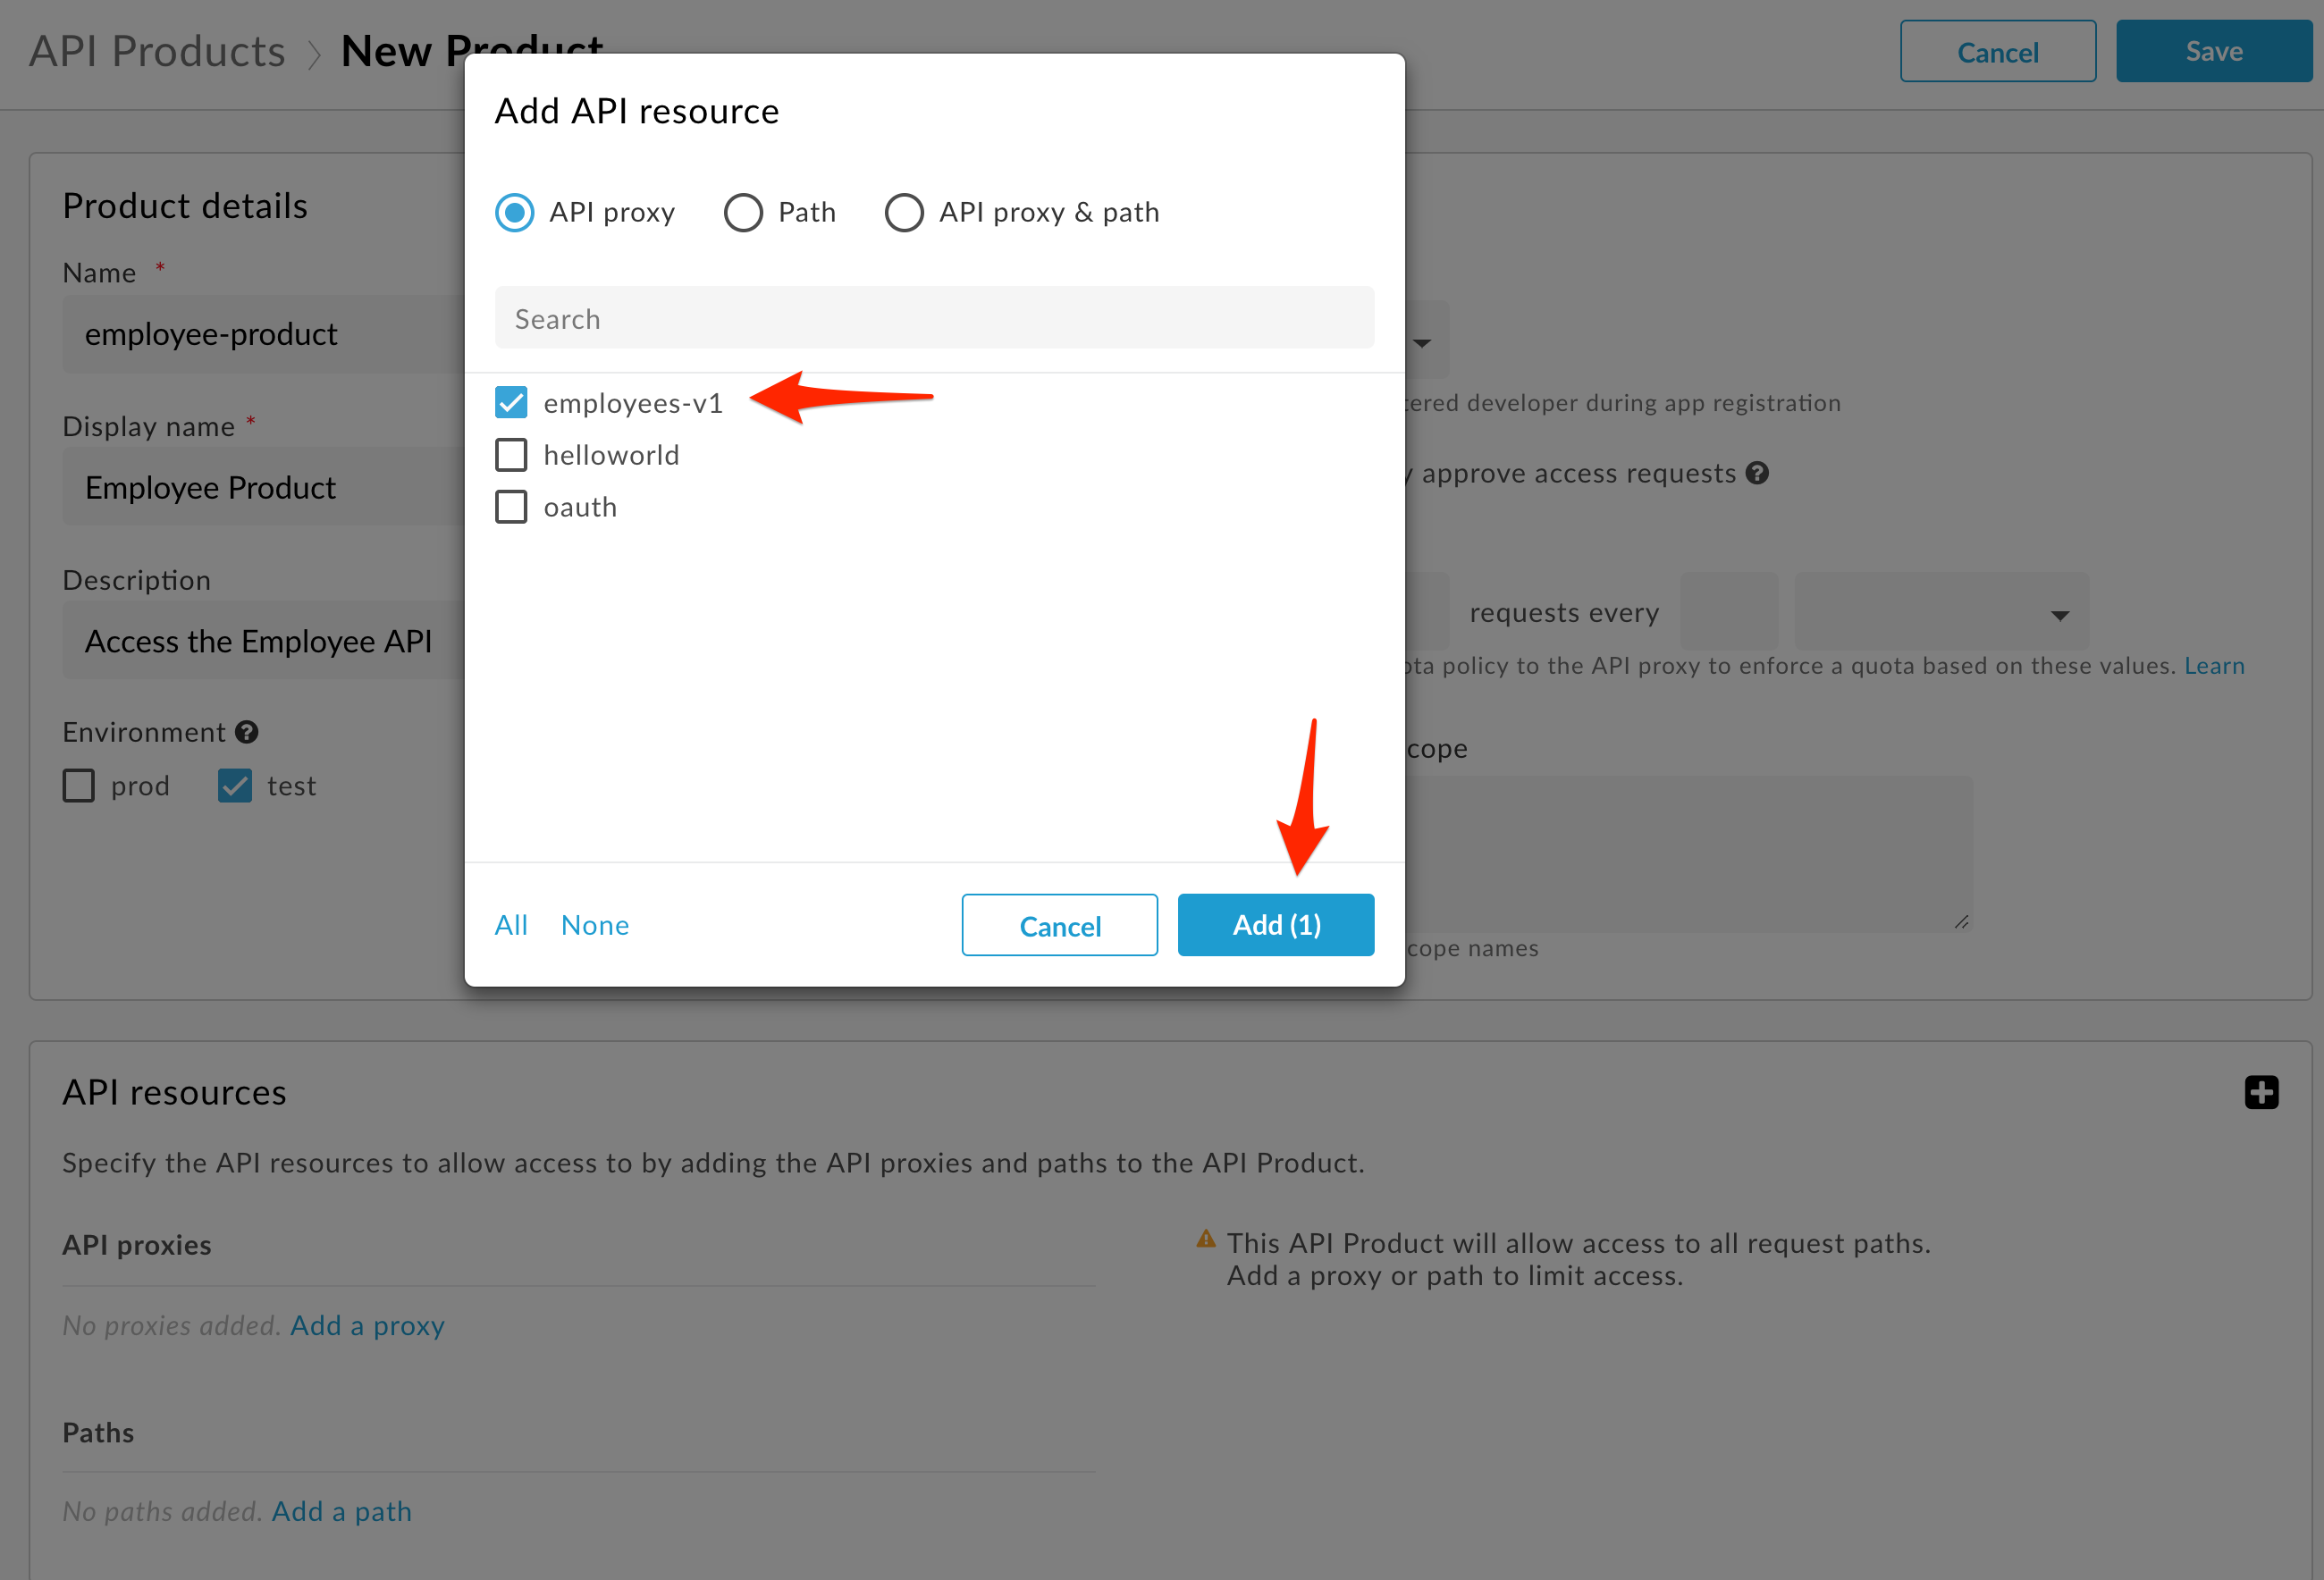 API Products > New Product
Cancel
Save
Add API resource
API proxy
Path
API proxy & path
Search
employees-v1
helloworld
oauth
All
None
Cancel
Add (1)
Product details
Name *
employee-product
Display name *
Employee Product
Description
Access the Employee API
Environment
prod
test
tered developer during app registration
approve access requests
requests every
ota policy to the API proxy to enforce a quota based on these values. Learn
cope
cope names
API resources
Specify the API resources to allow access to by adding the API proxies and paths to the API Product.
API proxies
No proxies added. Add a proxy
This API Product will allow access to all request paths.
Add a proxy or path to limit access.
Paths
No paths added. Add a path